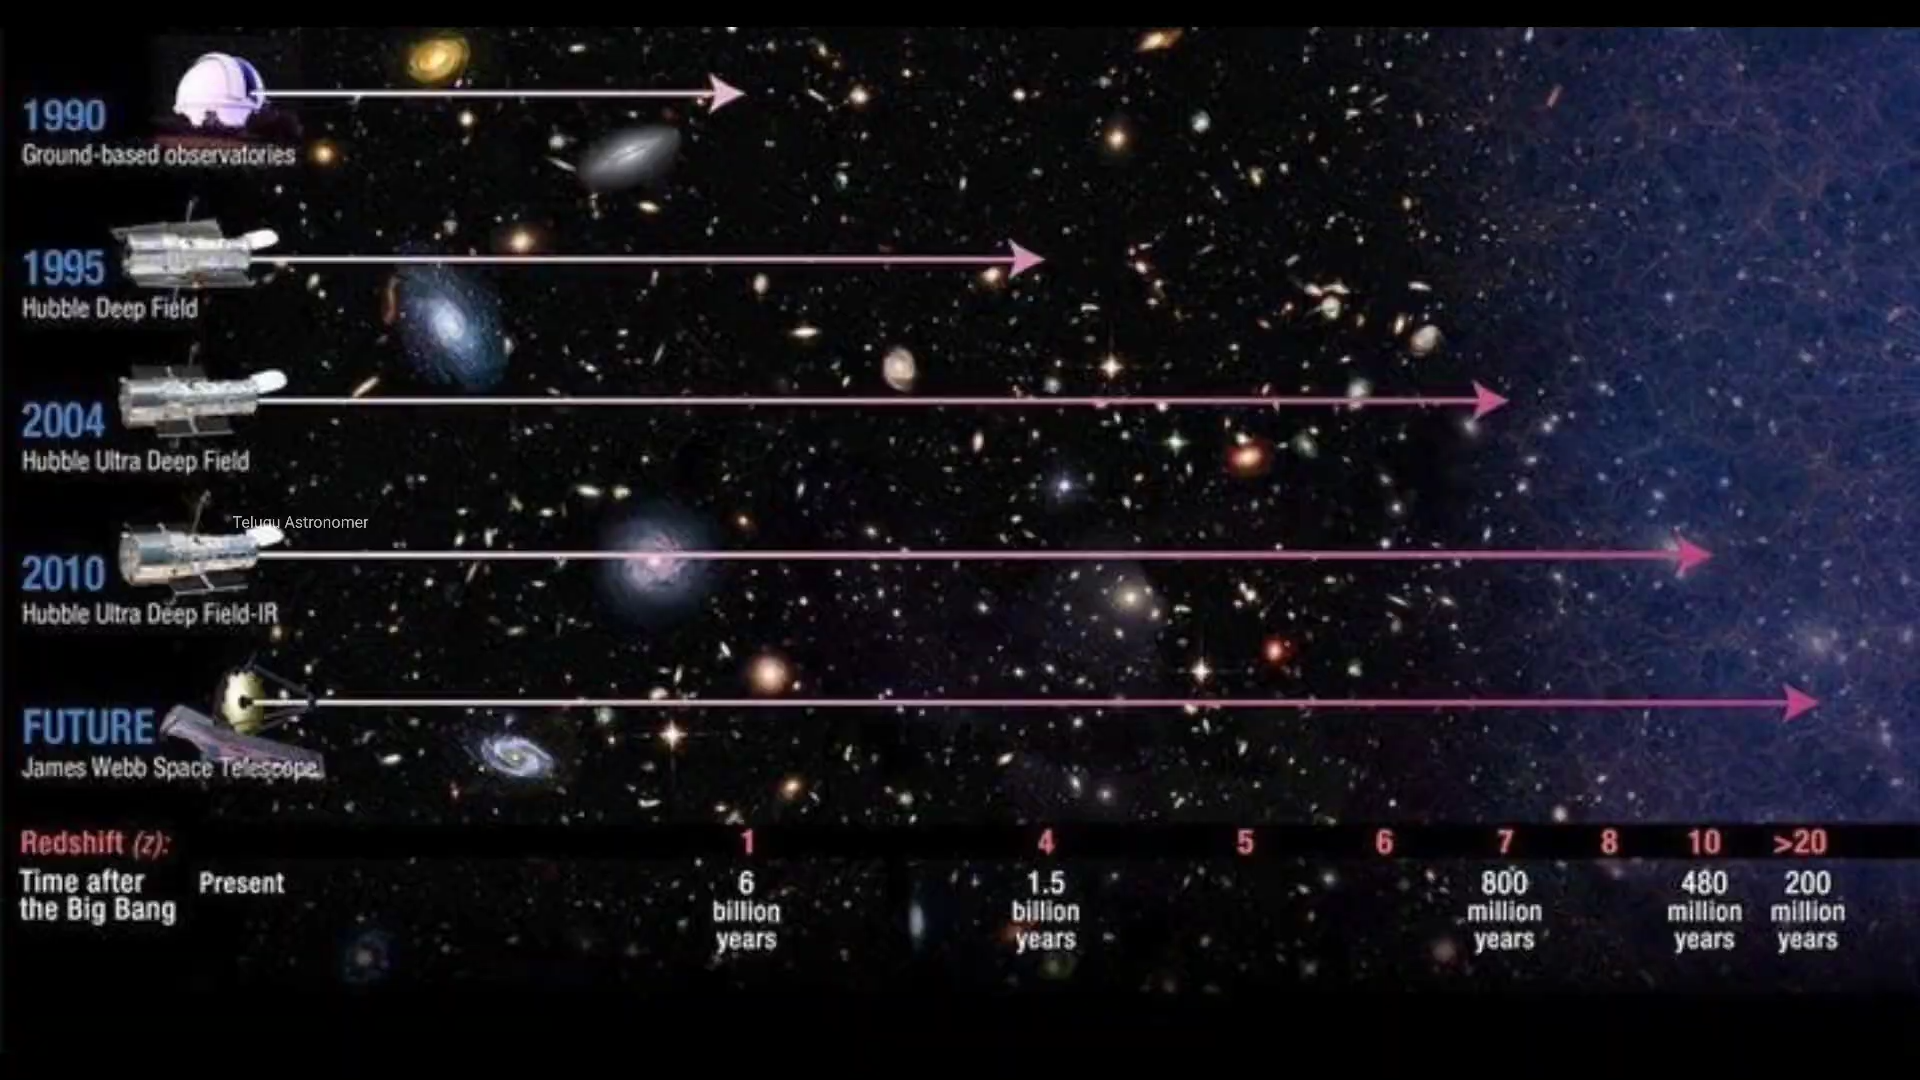 1990
Ground-based observatories
1995
Hubble Deep Field
2004
Hubble Ultra Deep Field
Telugu Astronomer
2010
Hubble Ultra Deep Field-IR
FUTURE
James Webb Space Telescope
Redshift (z): 1 4 5 6 7 8 10 >20
Time after the Big Bang
Present
6 billion years
1.5 billion years
800 million years
480 million years
200 million years